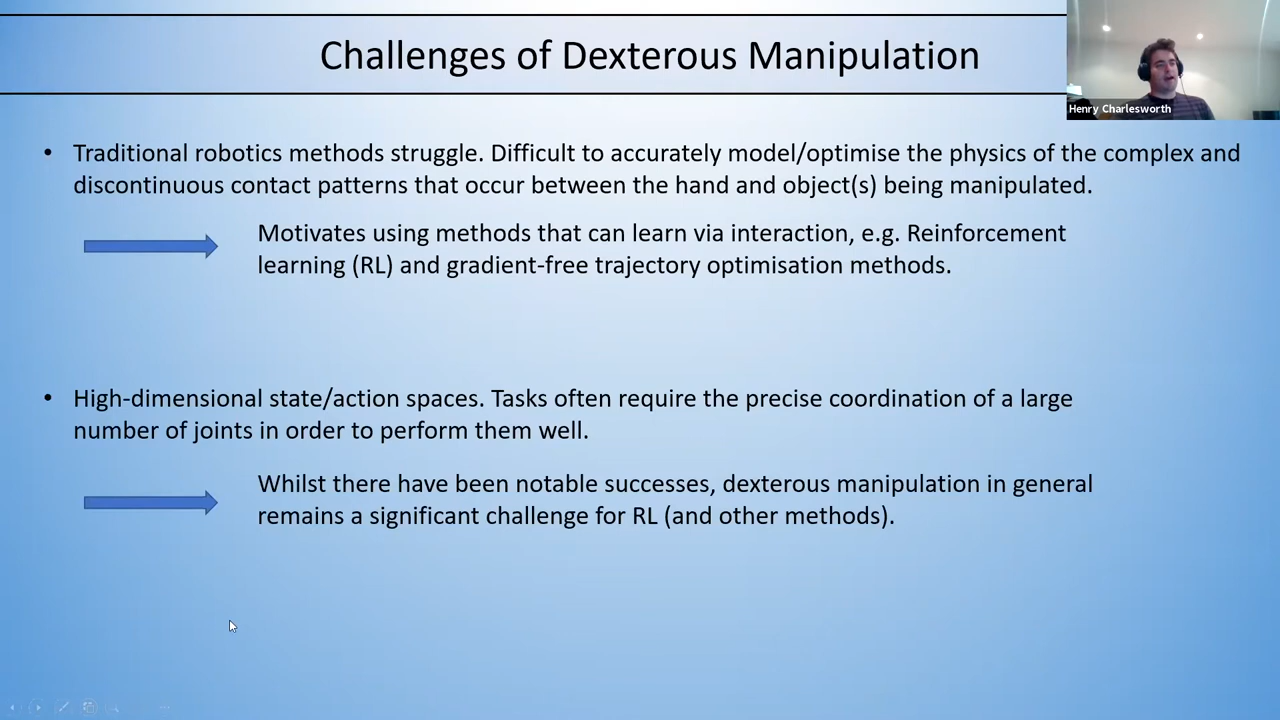 Challenges of Dexterous Manipulation
Henry Charlesworth
• Traditional robotics methods struggle. Difficult to accurately model/optimise the physics of the complex and
discontinuous contact patterns that occur between the hand and object(s) being manipulated.
Motivates using methods that can learn via interaction, e.g. Reinforcement
learning (RL) and gradient-free trajectory optimisation methods.
• High-dimensional state/action spaces. Tasks often require the precise coordination of a large
number of joints in order to perform them well.
Whilst there have been notable successes, dexterous manipulation in general
remains a significant challenge for RL (and other methods).